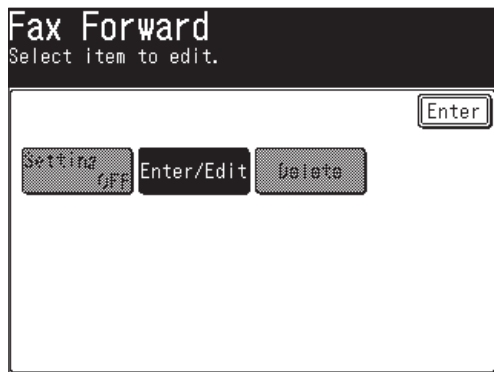 Fax Forward
Select item to edit.
Enter
Setting
OFF
Enter/Edit
Delete